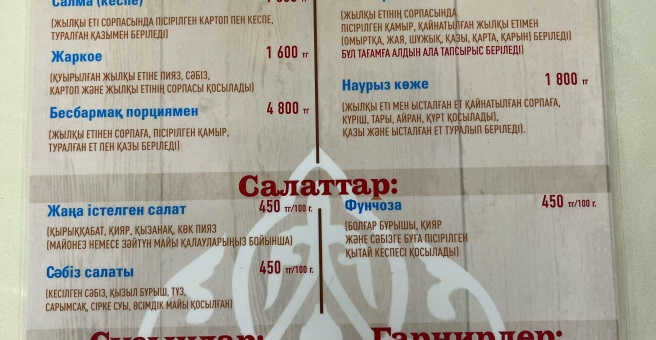 Салма (кеспе)
(ЖЫЛҚЫ ЕТІ СОРПАСЫНДА ПІСІРІЛГЕН КАРТОП ПЕН КЕСПЕ,
ТУРАЛҒАН ҚАЗЫМЕН БЕРІЛЕДІ)
Жаркое 1 600 тг
(ҚУЫРЫЛҒАН ЖЫЛҚЫ ЕТІНЕ ПИЯЗ, СӘБІЗ,
КАРТОП ЖӘНЕ ЖЫЛҚЫ ЕТІНІҢ СОРПАСЫ ҚОСЫЛАДЫ)
Бесбармақ порциямен 4 800 тг
(ЖЫЛҚЫ ЕТІНЕН СОРПАҒА, ПІСІРІЛГЕН ҚАМЫР,
ТУРАЛҒАН ЕТ ПЕН ҚАЗЫ БЕРІЛЕДІ)
(ЖЫЛҚЫ ЕТІНІҢ СОРПАСЫНДА
ПІСІРІЛГЕН ҚАМЫР, ҚАЙНАТЫЛҒАН ЖЫЛҚЫ ЕТІМЕН
(ОМЫРТҚА, ЖАЯ, ШҰЖЫҚ, ҚАЗЫ, ҚАРТА, ҚАРЫН) БЕРІЛЕДІ)
БҰЛ ТАҒАМҒА АЛДЫН АЛА ТАПСЫРЫС БЕРІЛЕДІ)
Наурыз көже 1 800 тг
(ЖЫЛҚЫ ЕТІ МЕН ЫСТАЛҒАН ЕТ ҚАЙНАТЫЛҒАН СОРПАҒА,
КҮРІШ, ТАРЫ, АЙРАН, ҚҰРТ ҚОСЫЛАДЫ),
ҚАЗЫ ЖӘНЕ ЫСТАЛҒАН ЕТ ТУРАЛЫП БЕРІЛЕДІ).
Салаттар:
Жаңа істелген салат 450 тг/100 г.
(ҚЫРЫҚҚАБАТ, ҚИЯР, ҚЫЗАНАҚ, КӨК ПИЯЗ
(МАЙОНЕЗ НЕМЕСЕ ЗӘЙТҮН МАЙЫ ҚАЛАУЛАРЫҢЫЗ БОЙЫНША)
Сәбіз салаты 450 тг/100 г.
(КЕСІЛГЕН СӘБІЗ, ҚЫЗЫЛ БҰРЫШ, ТҰЗ,
САРЫМСАҚ, СІРКЕ СУЫ, ӨСІМДІК МАЙЫ ҚОСЫЛҒАН)
Фунчоза 450 тг/100 г.
(БОЛҒАР БҰРЫШЫ, ҚИЯР
ЖӘНЕ СӘБІЗГЕ БУҒА ПІСІРІЛГЕН
ҚЫТАЙ КЕСПЕСІ ҚОСЫЛАДЫ)
Сусындар:
Гарнирлер: